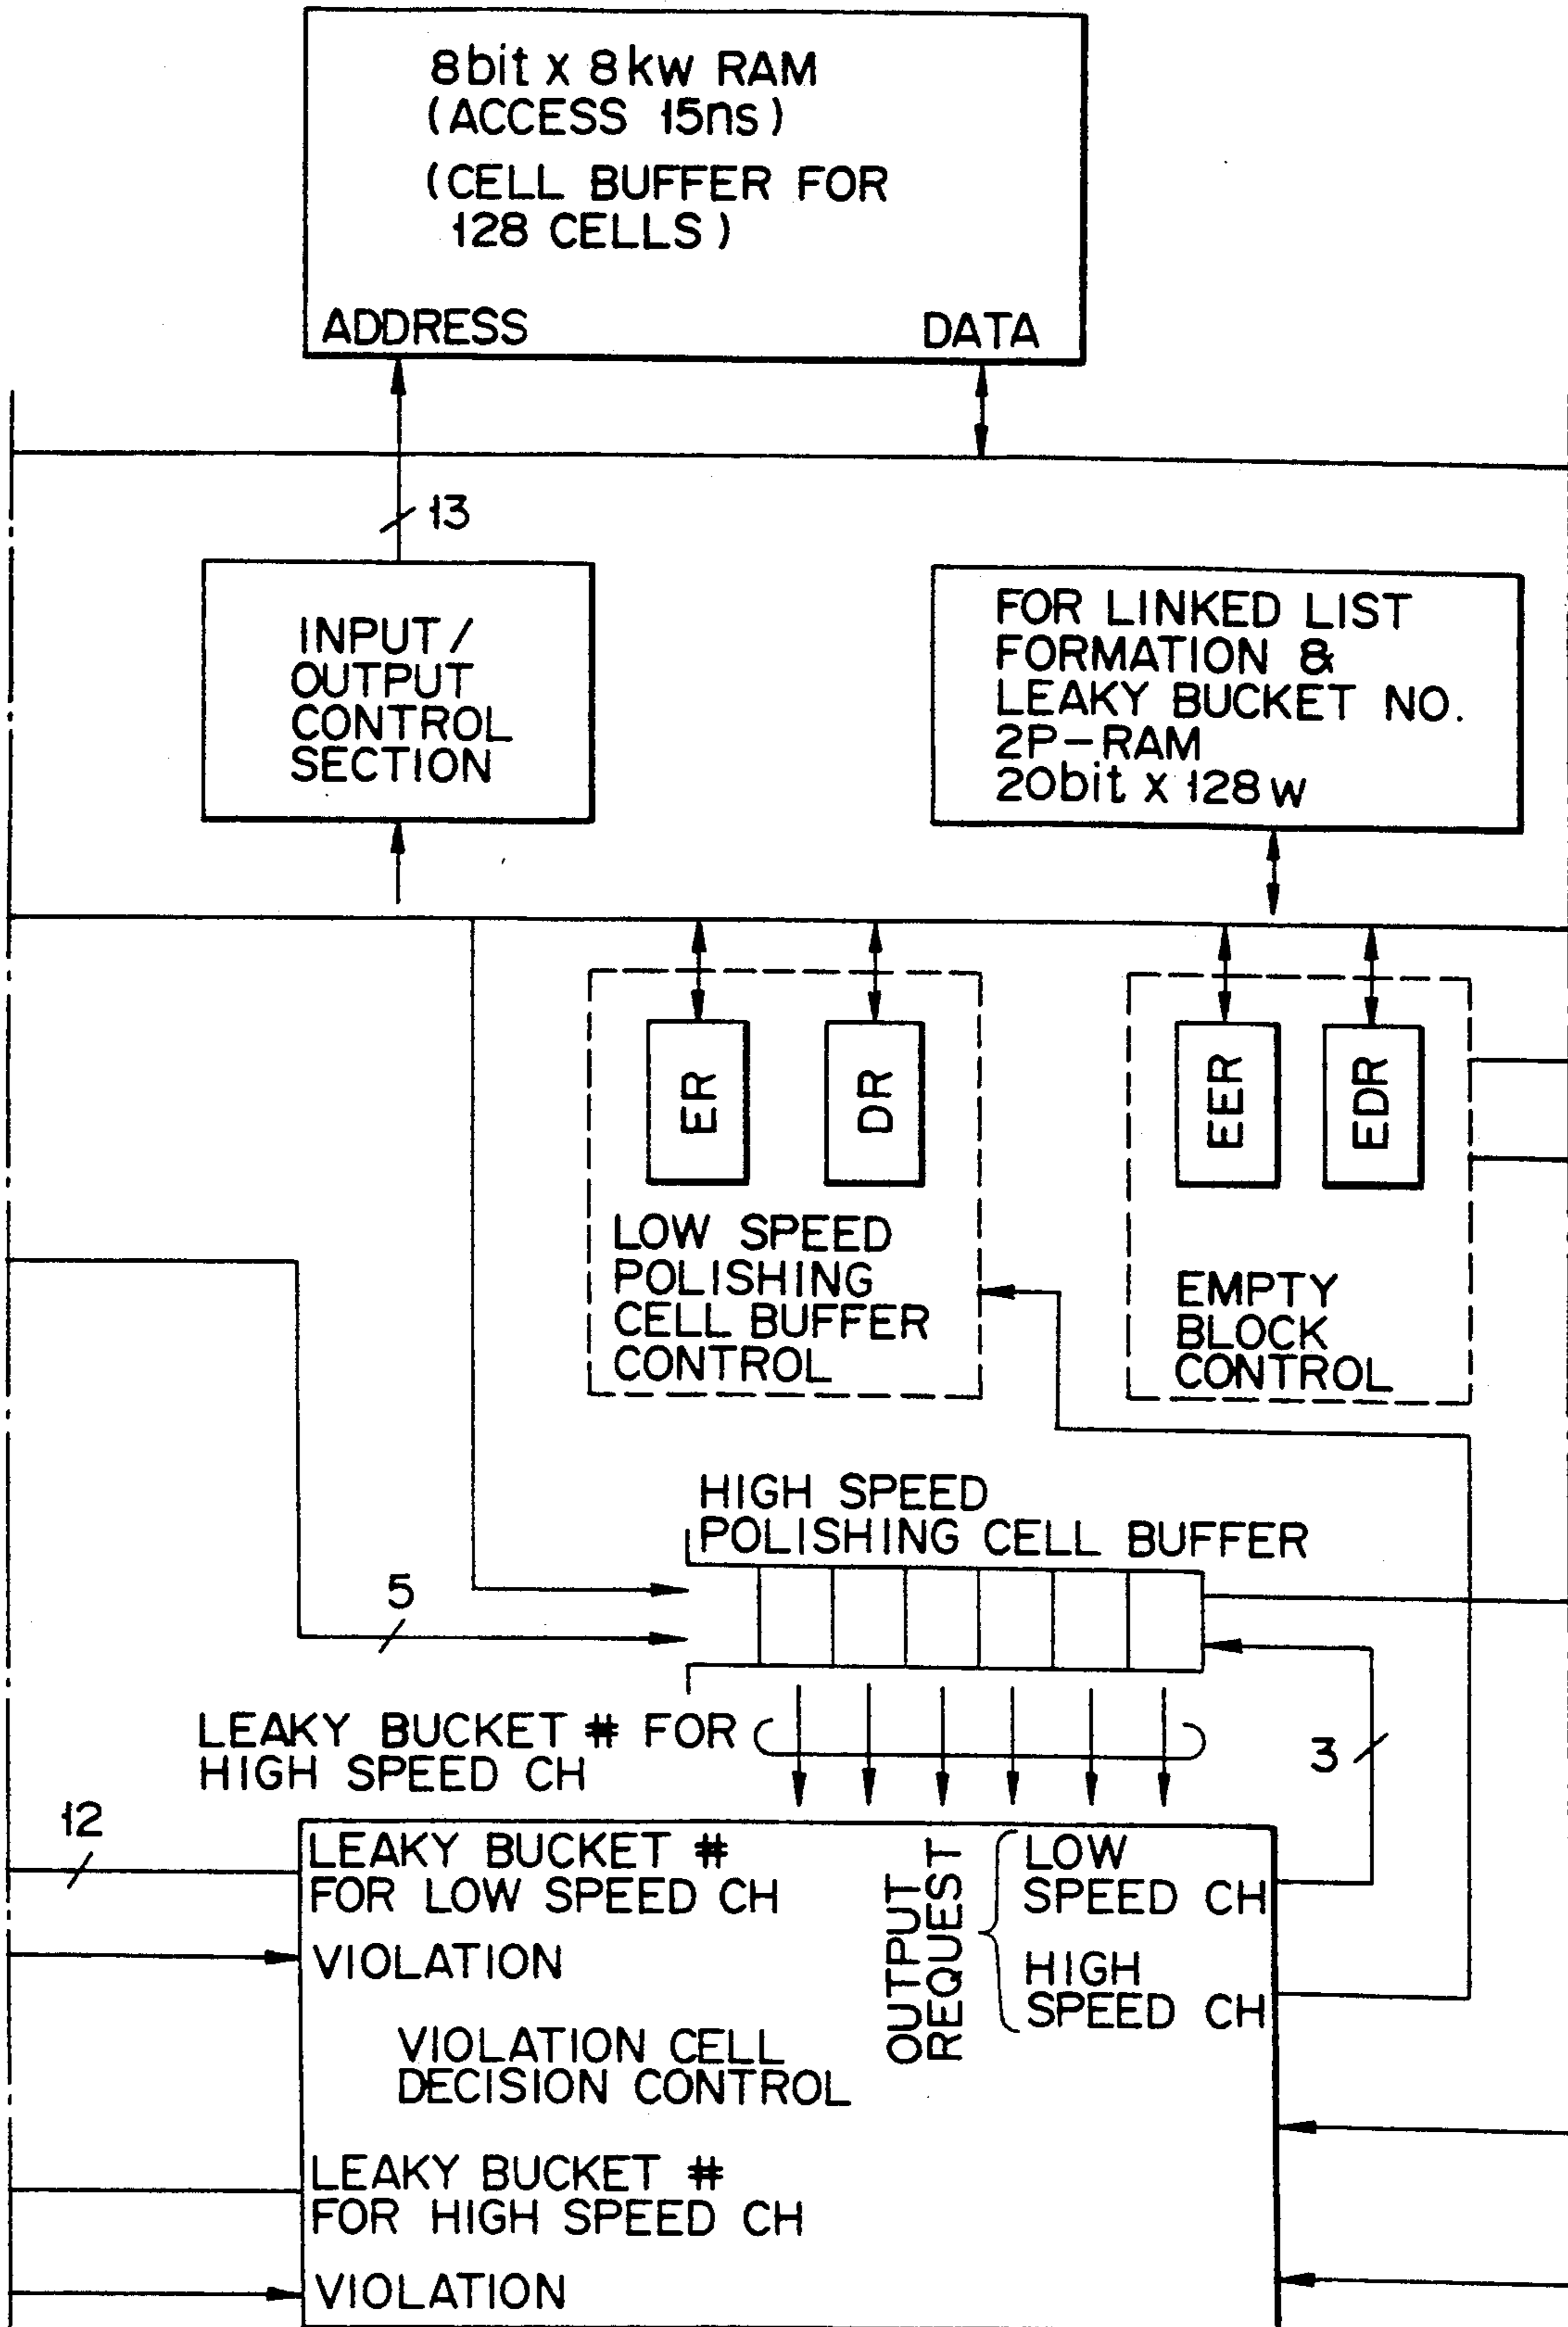 8bit x 8kw RAM
(ACCESS 15ns)
(CELL BUFFER FOR
128 CELLS)
ADDRESS
DATA
13
INPUT/
OUTPUT
CONTROL
SECTION
FOR LINKED LIST
FORMATION &
LEAKY BUCKET NO.
2P-RAM
20bit x 128w
ER
DR
EER
EDR
LOW SPEED
POLISHING
CELL BUFFER
CONTROL
EMPTY
BLOCK
CONTROL
HIGH SPEED
POLISHING CELL BUFFER
5
LEAKY BUCKET # FOR
HIGH SPEED CH
3
12
LEAKY BUCKET #
FOR LOW SPEED CH
VIOLATION
OUTPUT
REQUEST
LOW
SPEED CH
HIGH
SPEED CH
VIOLATION CELL
DECISION CONTROL
LEAKY BUCKET #
FOR HIGH SPEED CH
VIOLATION